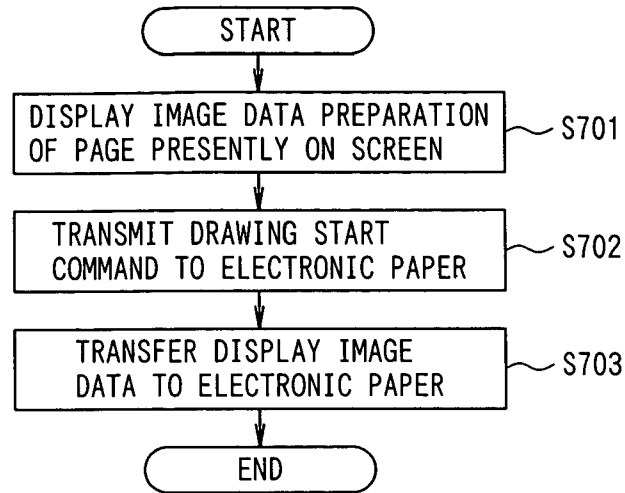 START
DISPLAY IMAGE DATA PREPARATION
OF PAGE PRESENTLY ON SCREEN
S701
TRANSMIT DRAWING START
COMMAND TO ELECTRONIC PAPER
S702
TRANSFER DISPLAY IMAGE
DATA TO ELECTRONIC PAPER
S703
END